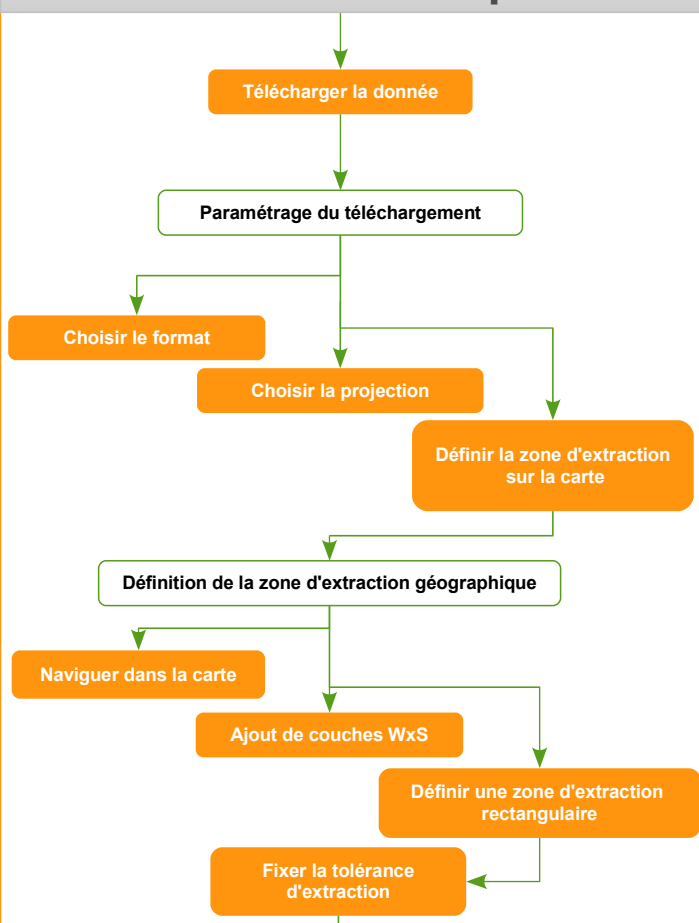 Télécharger la donnée
Paramétrage du téléchargement
Choisir le format
Choisir la projection
Définir la zone d'extraction
sur la carte
Définition de la zone d'extraction géographique
Naviguer dans la carte
Ajout de couches WxS
Définir une zone d'extraction
rectangulaire
Fixer la tolérance
d'extraction